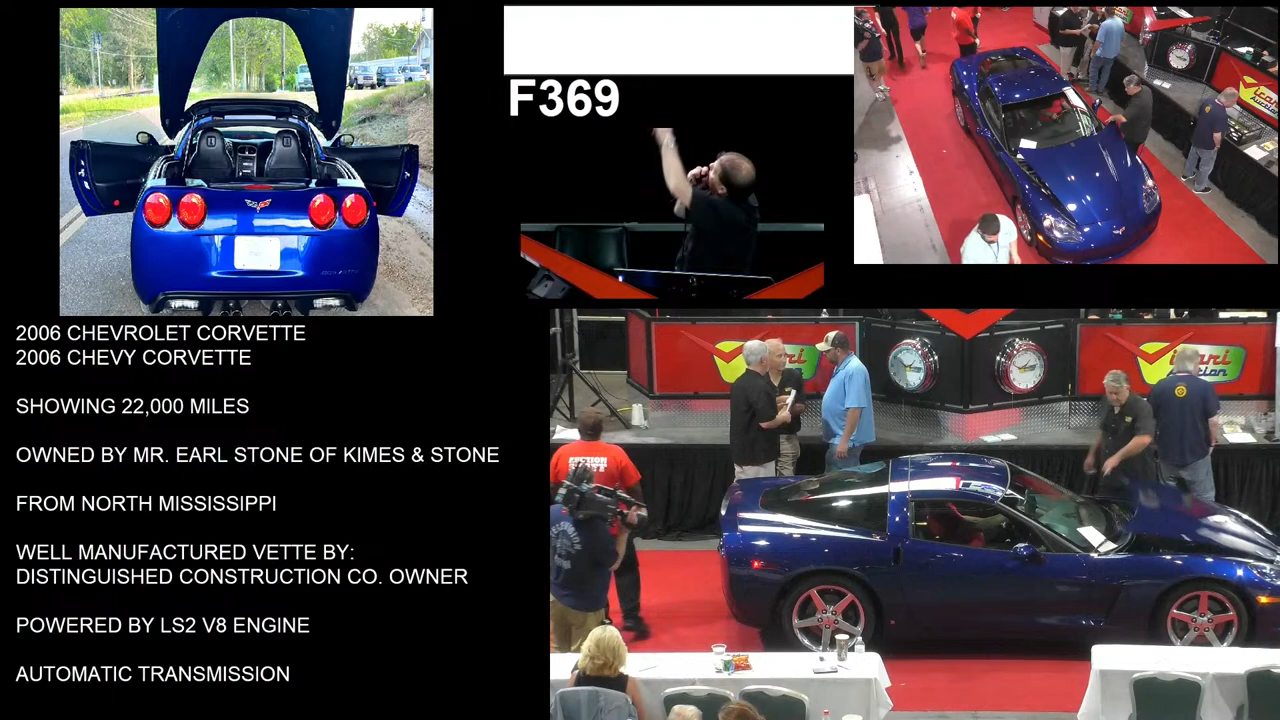 F369
2006 CHEVROLET CORVETTE
2006 CHEVY CORVETTE
SHOWING 22,000 MILES
OWNED BY MR. EARL STONE OF KIMES & STONE
FROM NORTH MISSISSIPPI
WELL MANUFACTURED VETTE BY:
DISTINGUISHED CONSTRUCTION CO. OWNER
POWERED BY LS2 V8 ENGINE
AUTOMATIC TRANSMISSION